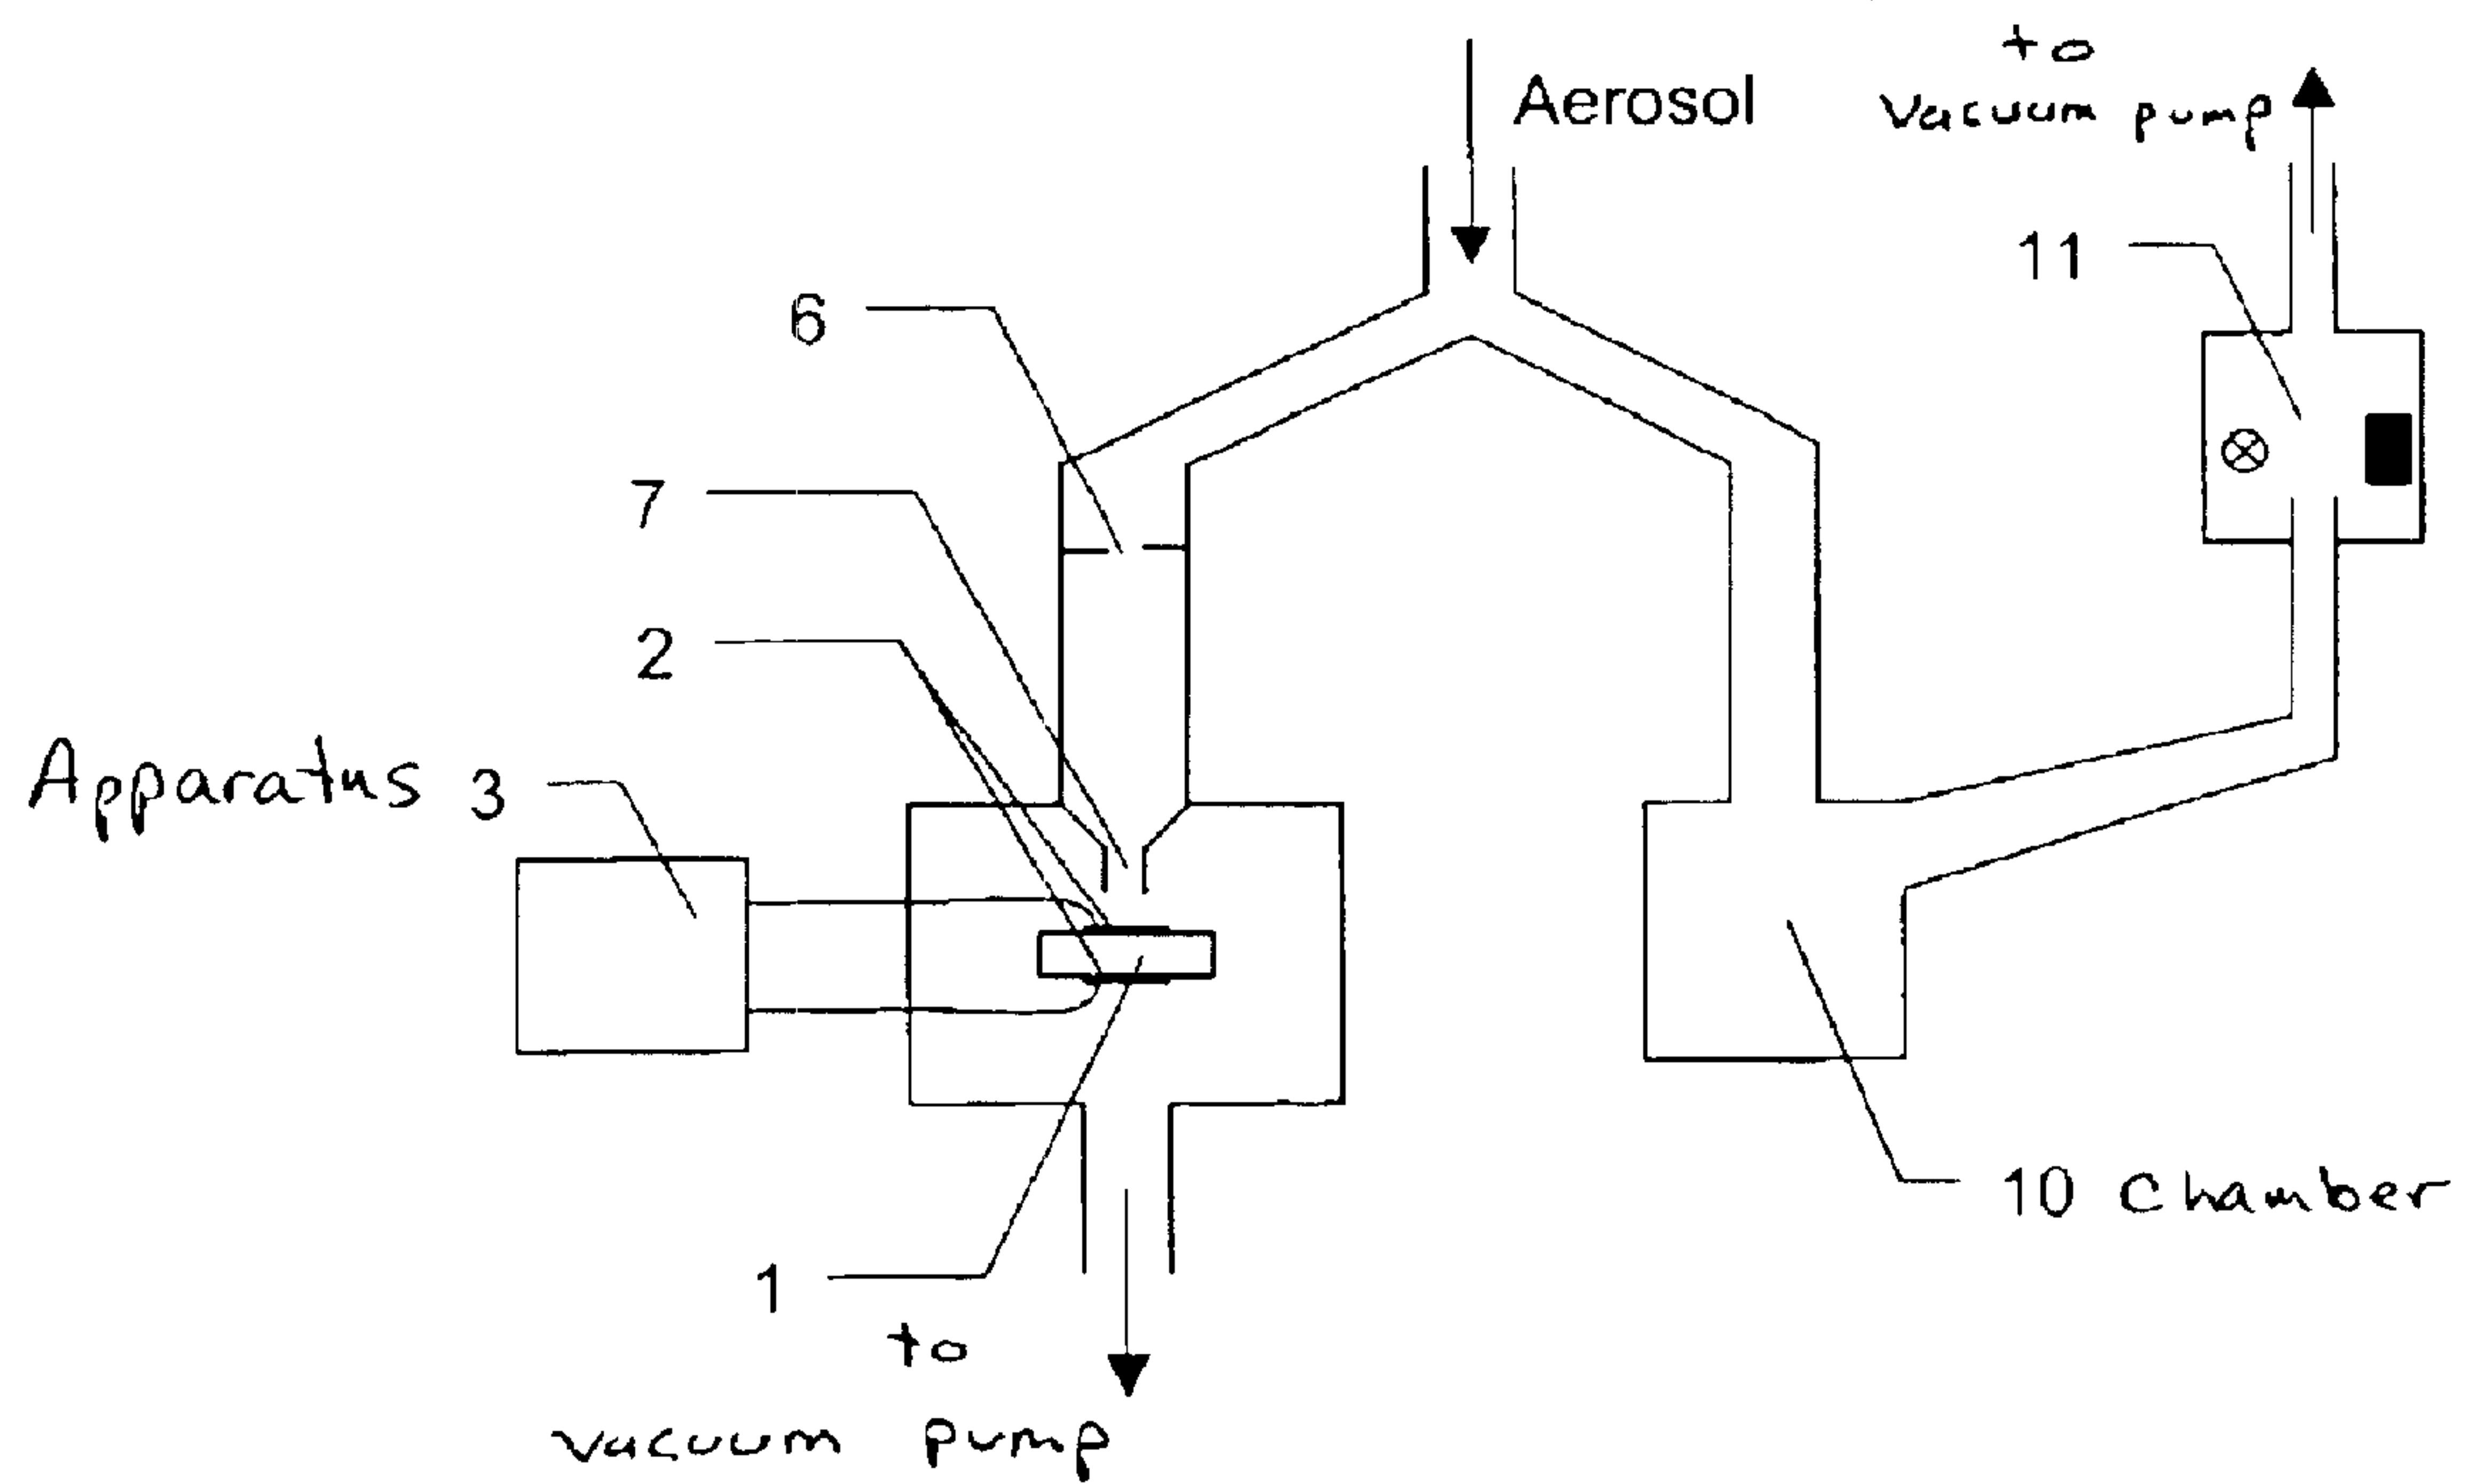 to
Aerosol
vacuum pump
11
6
7
2
Apparatus 3
10 Chamber
1
to
vacuum pump